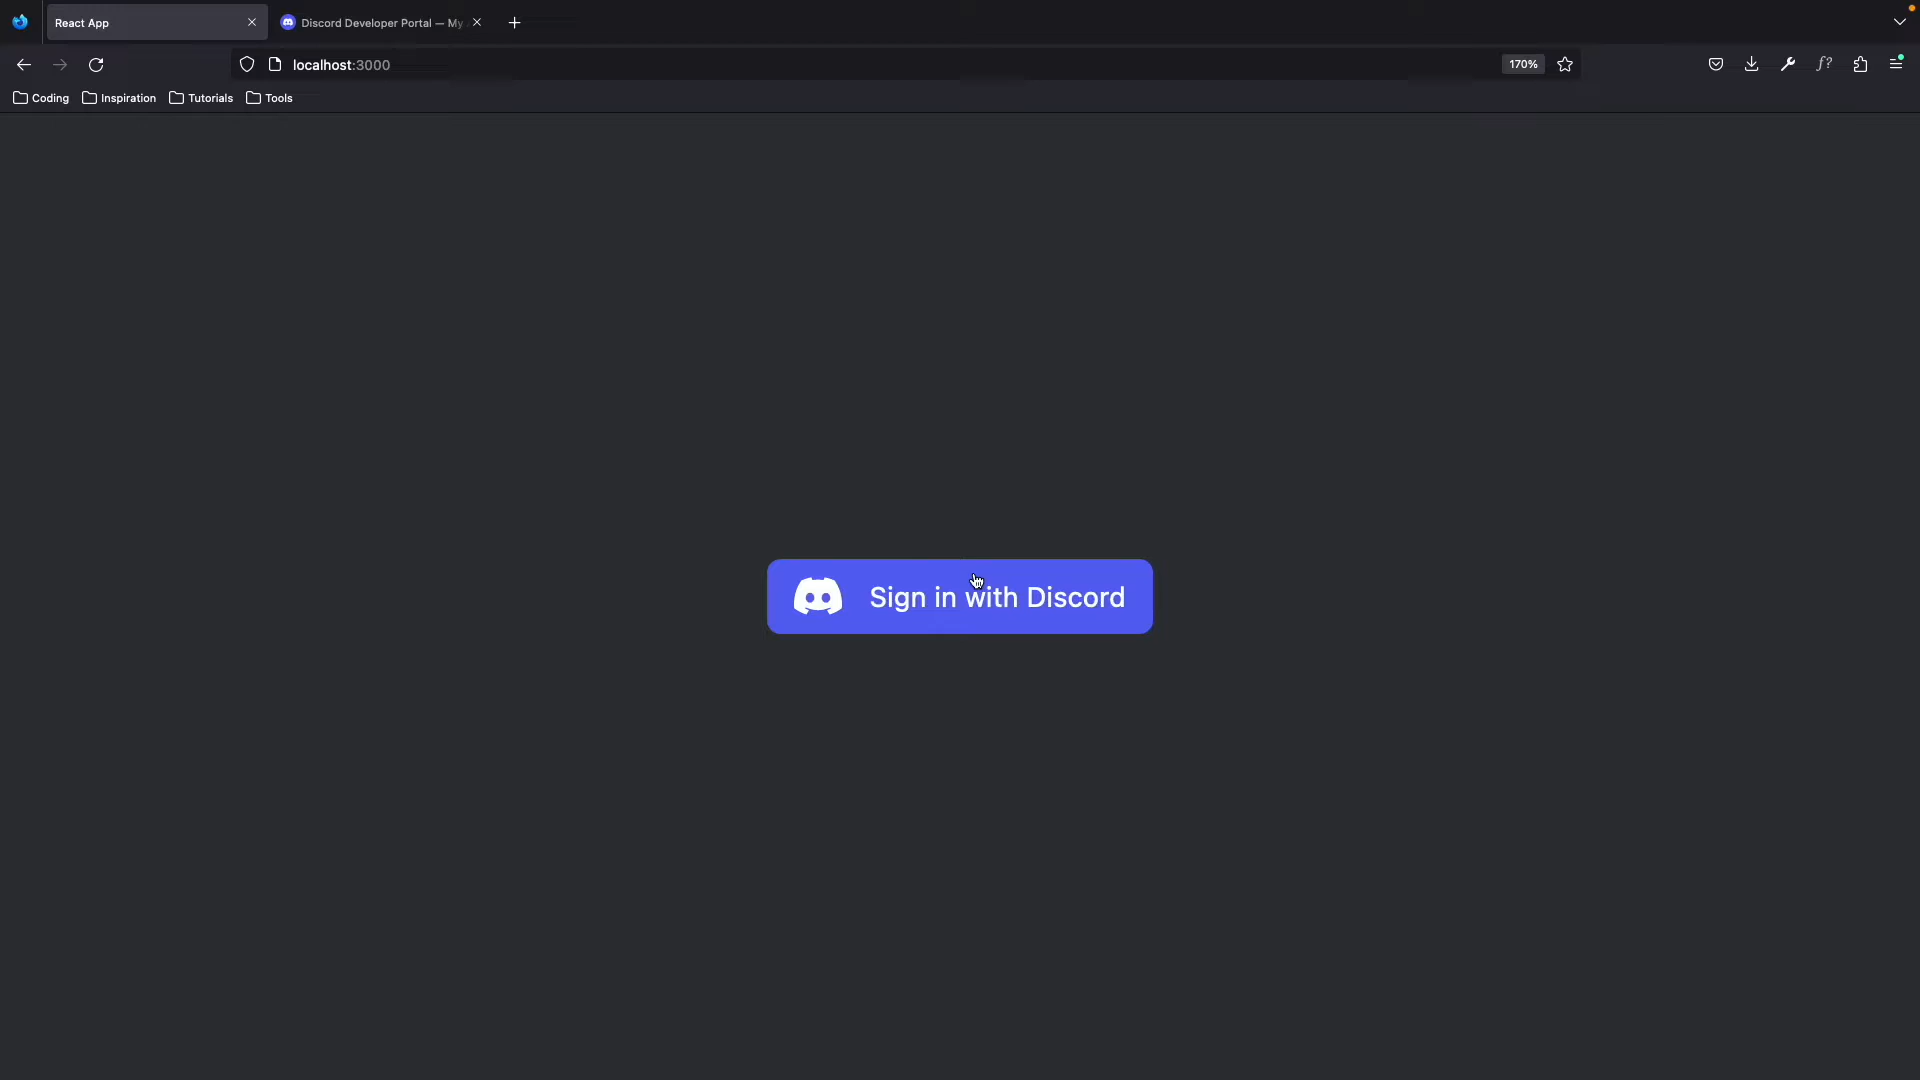 React App
Discord Developer Portal — My
localhost:3000
170%
f?
Coding
Inspiration
Tutorials
Tools
Sign in with Discord